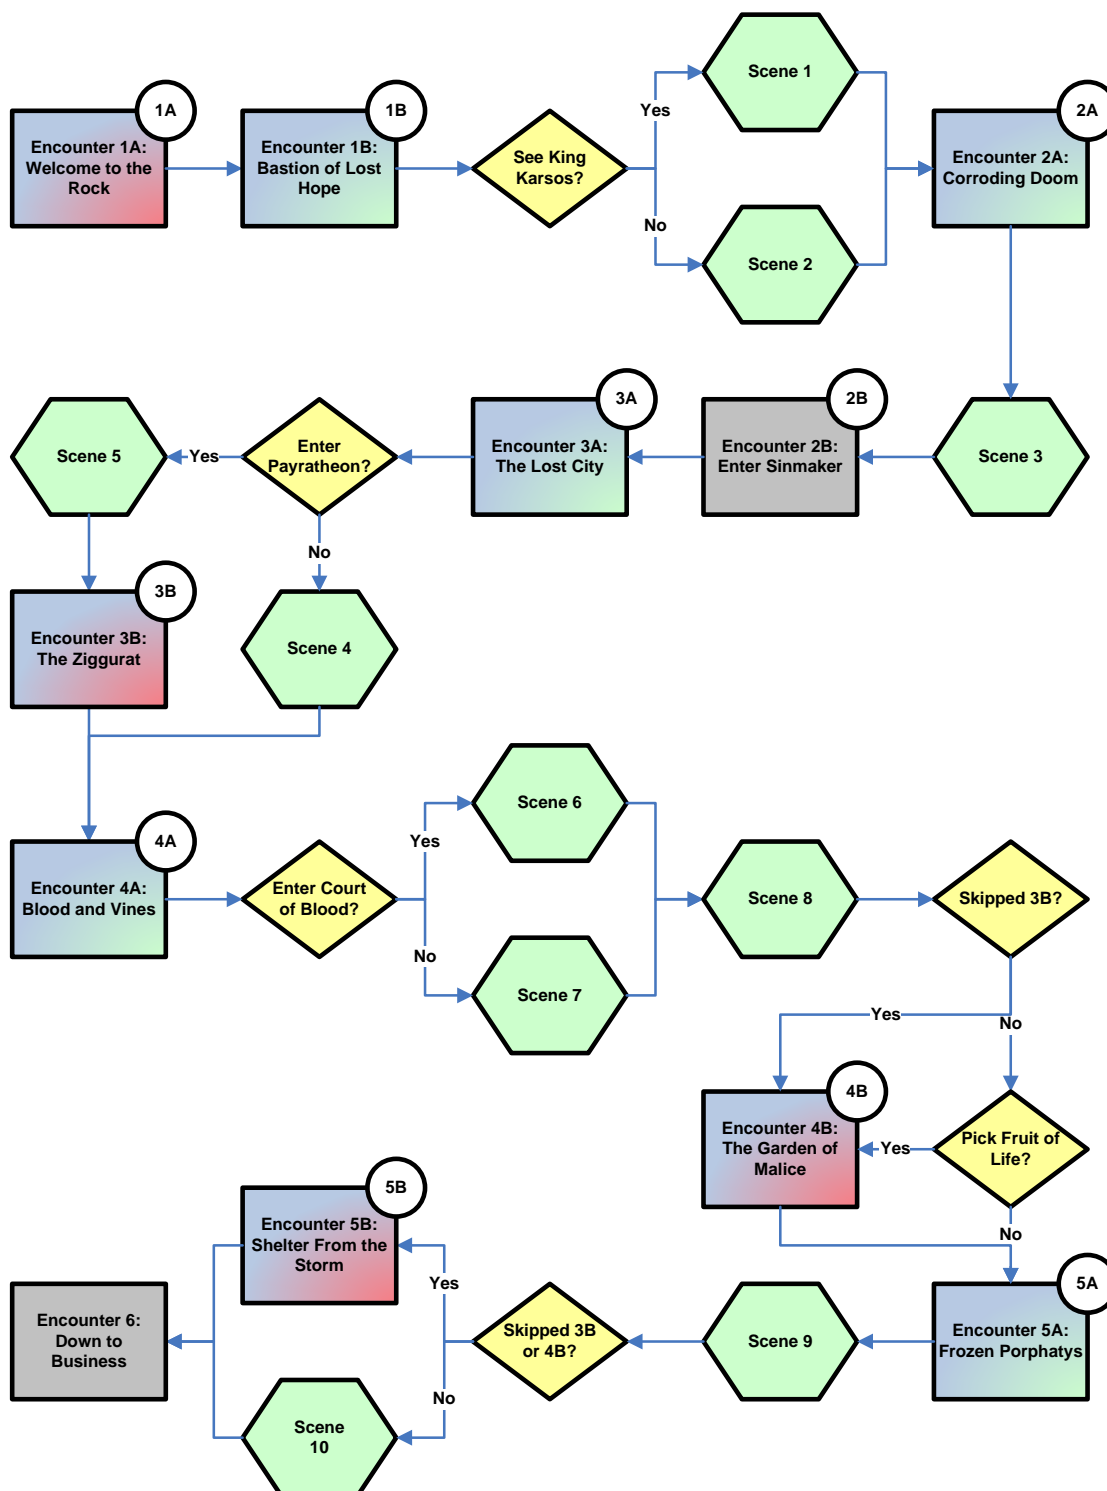 1A
Encounter 1A:
Welcome to the
Rock
1B
Encounter 1B:
Bastion of Lost
Hope
See King
Karsos?
Yes
No
Scene 1
Scene 2
2A
Encounter 2A:
Corroding Doom
Scene 3
2B
Encounter 2B:
Enter Sinmaker
3A
Encounter 3A:
The Lost City
Enter
Payratheon?
Yes
No
Scene 5
Scene 4
3B
Encounter 3B:
The Ziggurat
4A
Encounter 4A:
Blood and Vines
Enter Court
of Blood?
Yes
No
Scene 6
Scene 7
Scene 8
Skipped 3B?
Yes
No
4B
Encounter 4B:
The Garden of
Malice
Yes
Pick Fruit of
Life?
No
5A
Encounter 5A:
Frozen Porphatys
Scene 9
Skipped 3B
or 4B?
Yes
No
5B
Encounter 5B:
Shelter From the
Storm
Scene
10
Encounter 6:
Down to
Business